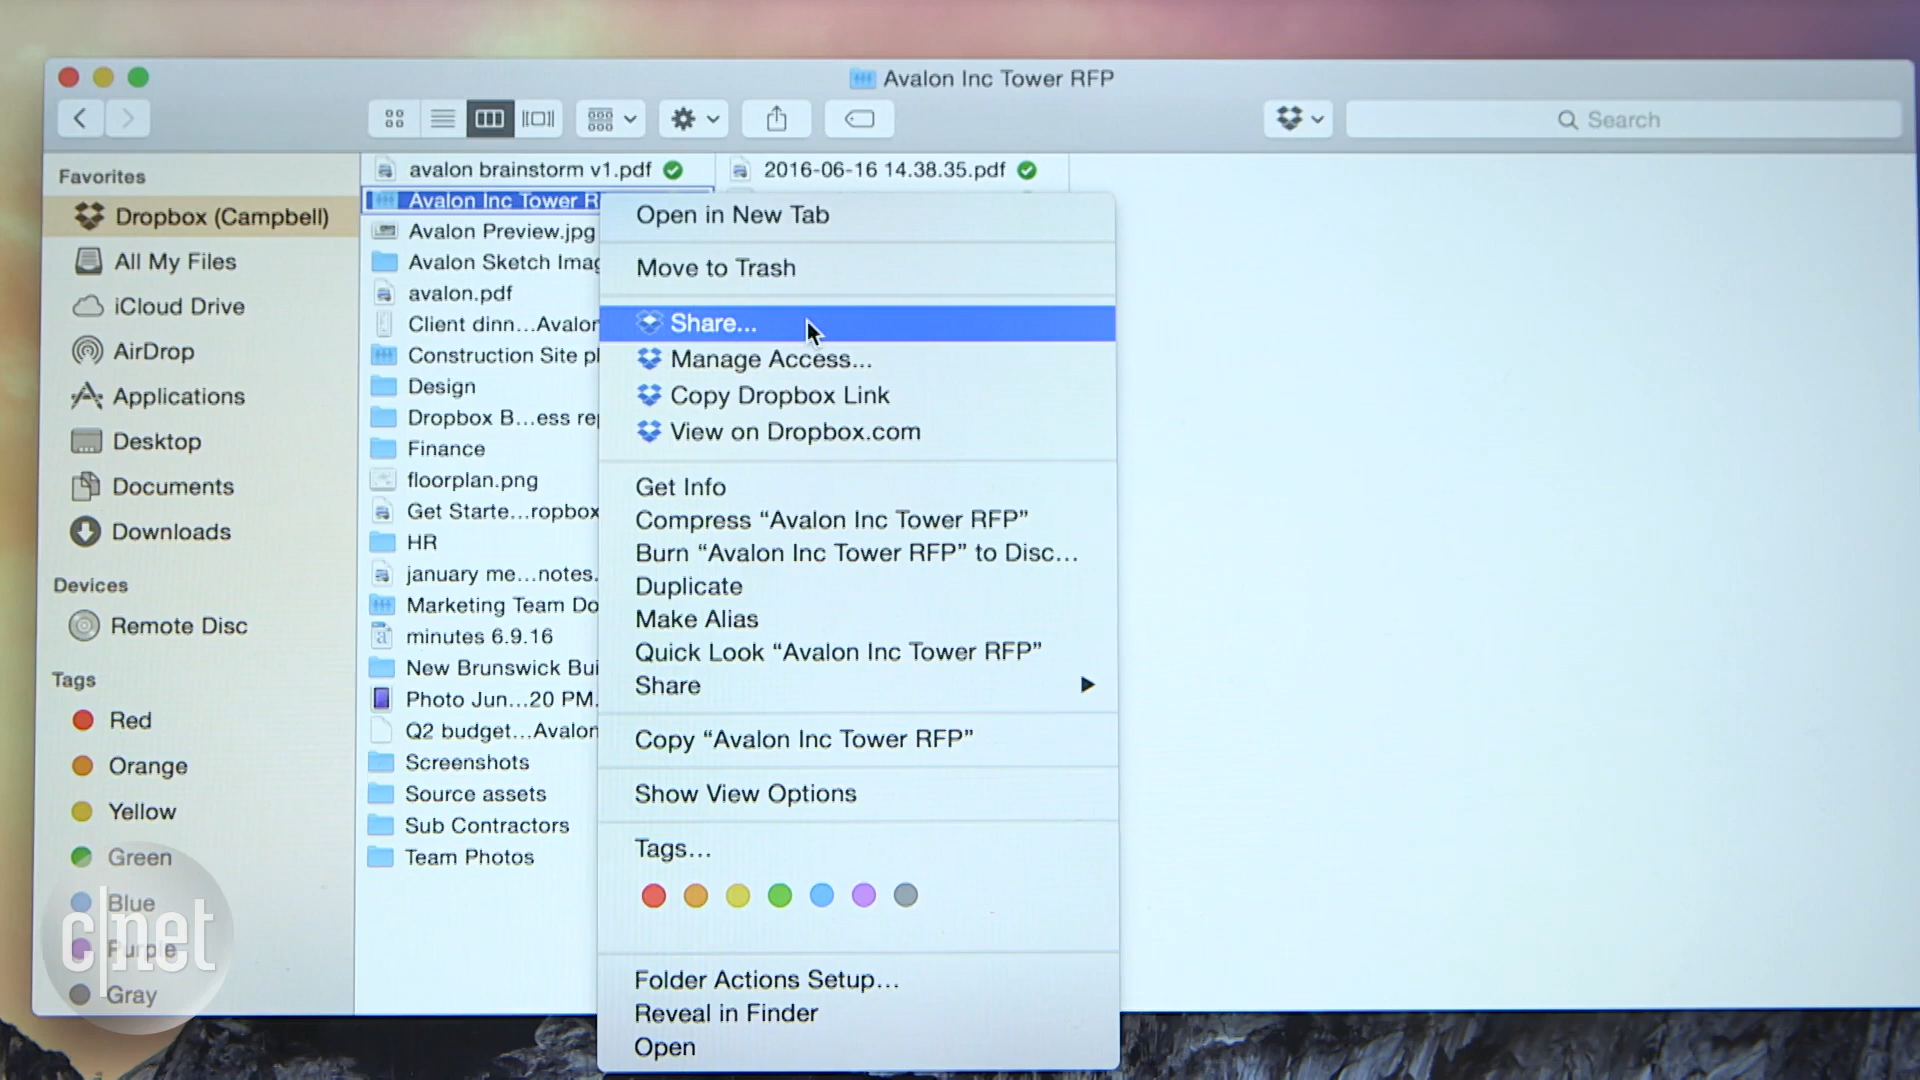 Avalon Inc Tower RFP
Search
Favorites
Dropbox (Campbell)
All My Files
iCloud Drive
AirDrop
Applications
Desktop
Documents
Downloads
Devices
Remote Disc
Tags
Red
Orange
Yellow
Green
Blue
Purple
Gray
avalon brainstorm v1.pdf
Avalon Inc Tower R
Avalon Preview.jpg
Avalon Sketch Imag
avalon.pdf
Client dinn...Avalon
Construction Site pl
Design
Dropbox B...ess rep
Finance
floorplan.png
Get Starte...ropbox
HR
january me...notes.
Marketing Team Do
minutes 6.9.16
New Brunswick Bui
Photo Jun...20 PM.
Q2 budget...Avalon
Screenshots
Source assets
Sub Contractors
Team Photos
2016-06-16 14.38.35.pdf
Open in New Tab
Move to Trash
Share...
Manage Access...
Copy Dropbox Link
View on Dropbox.com
Get Info
Compress “Avalon Inc Tower RFP”
Burn “Avalon Inc Tower RFP” to Disc...
Duplicate
Make Alias
Quick Look “Avalon Inc Tower RFP”
Share
Copy “Avalon Inc Tower RFP”
Show View Options
Tags...
Folder Actions Setup...
Reveal in Finder
Open
c|net